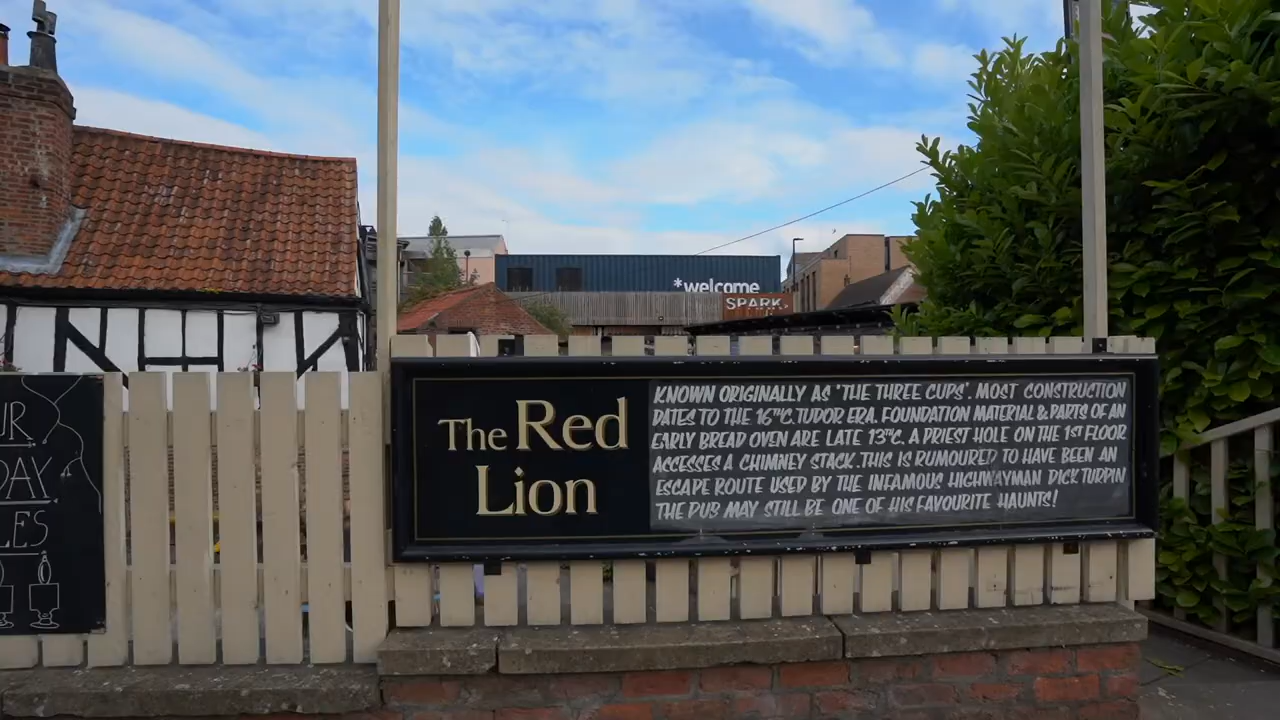 *welcome
SPARK
UR
DAY
LES
The Red
Lion
KNOWN ORIGINALLY AS "THE THREE CUPS". MOST CONSTRUCTION
DATES TO THE 16THC. TUDOR ERA. FOUNDATION MATERIAL & PARTS OF AN
EARLY BREAD OVEN ARE LATE 13THC. A PRIEST HOLE ON THE 1ST FLOOR
ACCESSES A CHIMNEY STACK. THIS IS RUMOURED TO HAVE BEEN AN
ESCAPE ROUTE USED BY THE INFAMOUS HIGHWAYMAN DICK TURPIN
THE PUB MAY STILL BE ONE OF HIS FAVOURITE HAUNTS!